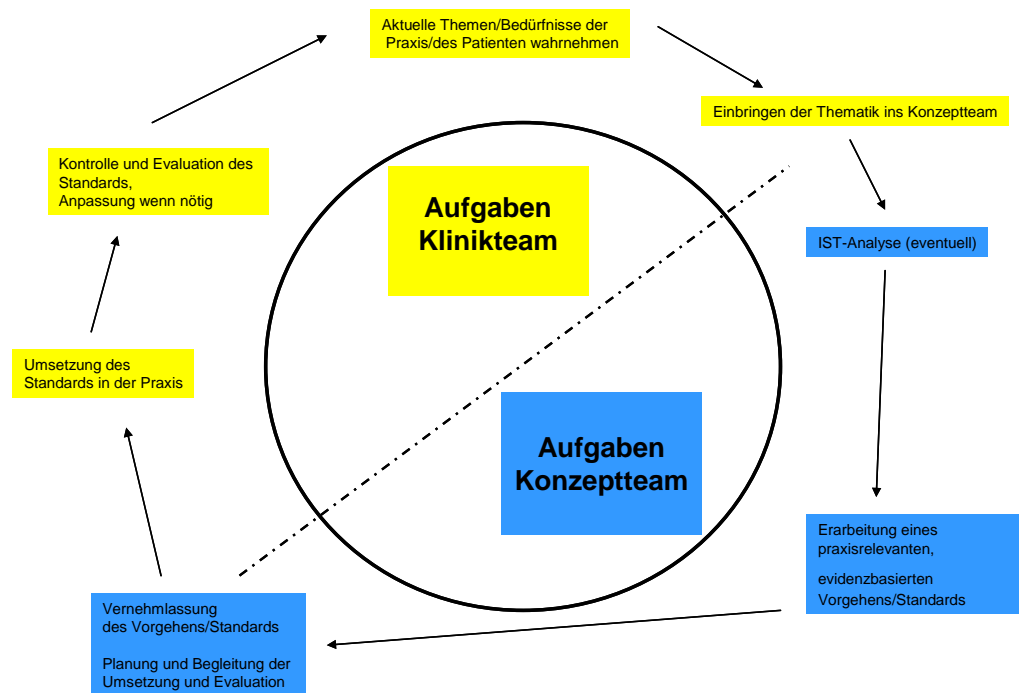 Aktuelle Themen/Bedürfnisse der
Praxis/des Patienten wahrnehmen
Einbringen der Thematik ins Konzeptteam
IST-Analyse (eventuell)
Erarbeitung eines
praxisrelevanten,
evidenzbasierten
Vorgehens/Standards
Vernehmlassung
des Vorgehens/Standards
Planung und Begleitung der
Umsetzung und Evaluation
Umsetzung des
Standards in der Praxis
Kontrolle und Evaluation des
Standards,
Anpassung wenn nötig
Aufgaben
Klinikteam
Aufgaben
Konzeptteam